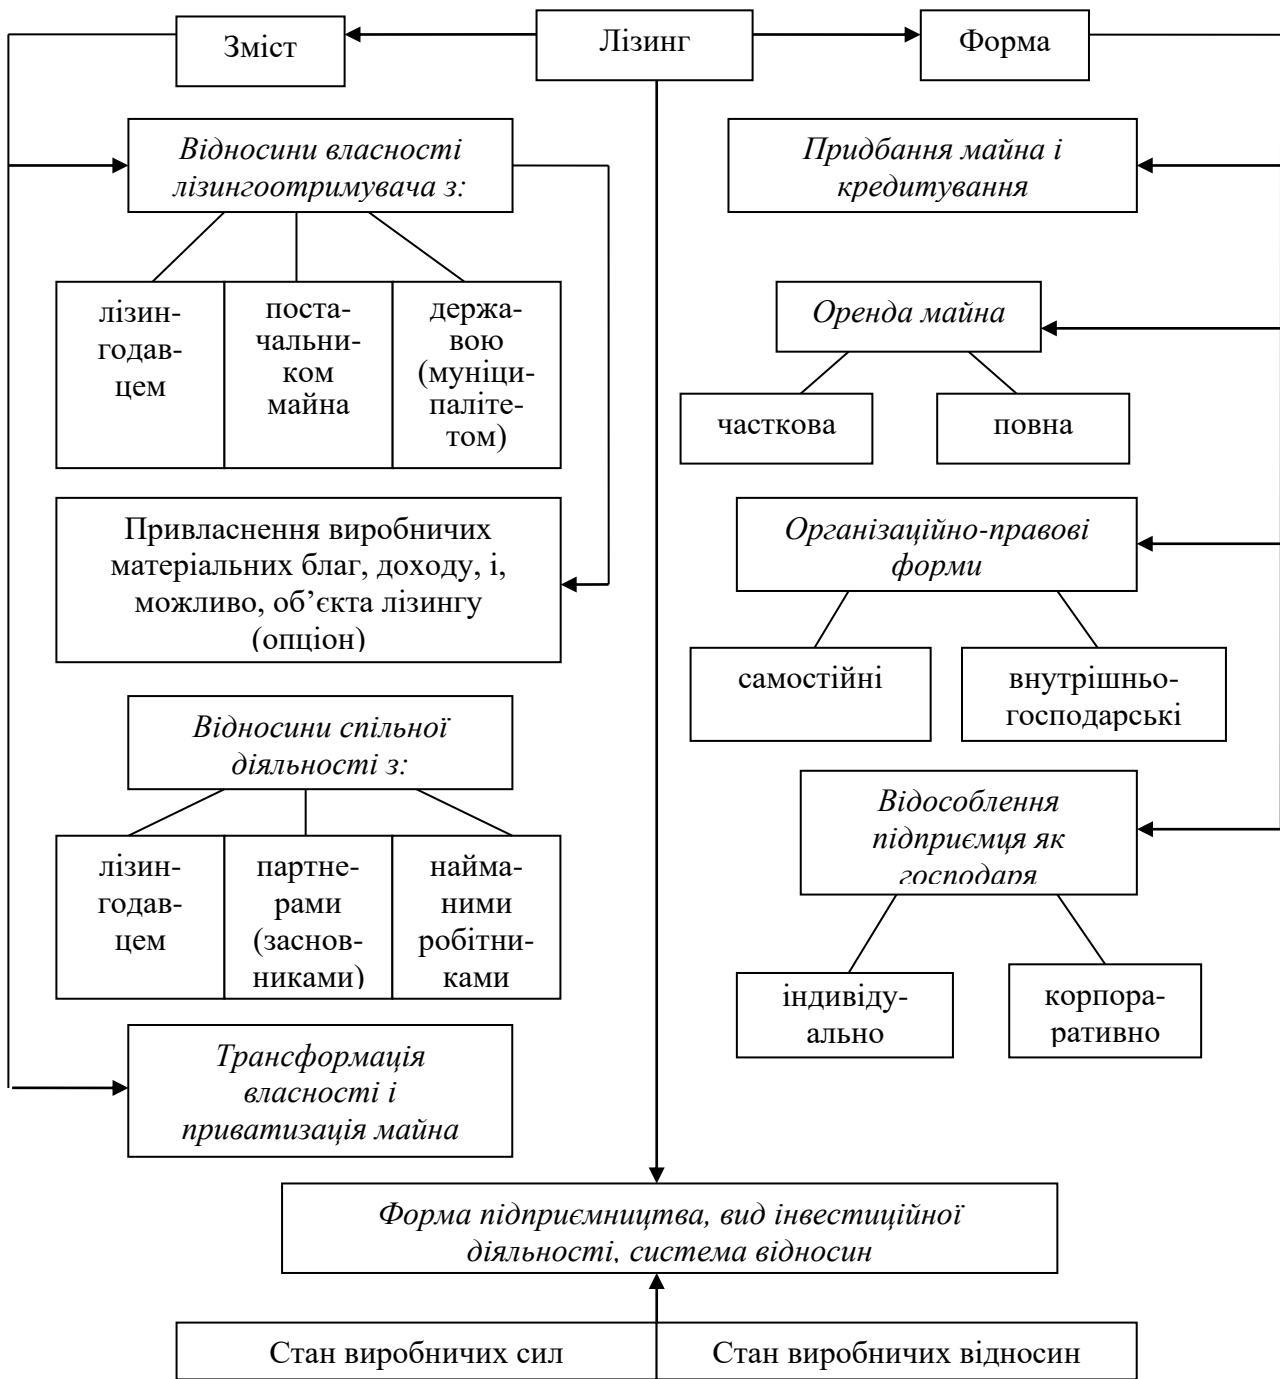 Зміст
Лізинг
Форма
Відносини власності
лізингоотримувача з:
лізин-
годав-
цем
поста-
чальни-
ком
майна
держа-
вою
(муніци-
паліте-
том)
Привласнення виробничих
матеріальних благ, доходу, і,
можливо, об’єкта лізингу
(опціон)
Відносини спільної
діяльності з:
лізин-
годав-
цем
партне-
рами
(заснов-
никами)
найма-
ними
робітни-
ками
Трансформація
власності і
приватизація майна
Придбання майна і
кредитування
Оренда майна
часткова
повна
Організаційно-правові
форми
самостійні
внутрішньо-
господарські
Відособлення
підприємця як
господаря
індивіду-
ально
корпора-
ративно
Форма підприємництва, вид інвестиційної
діяльності, система відносин
Стан виробничих сил
Стан виробничих відносин